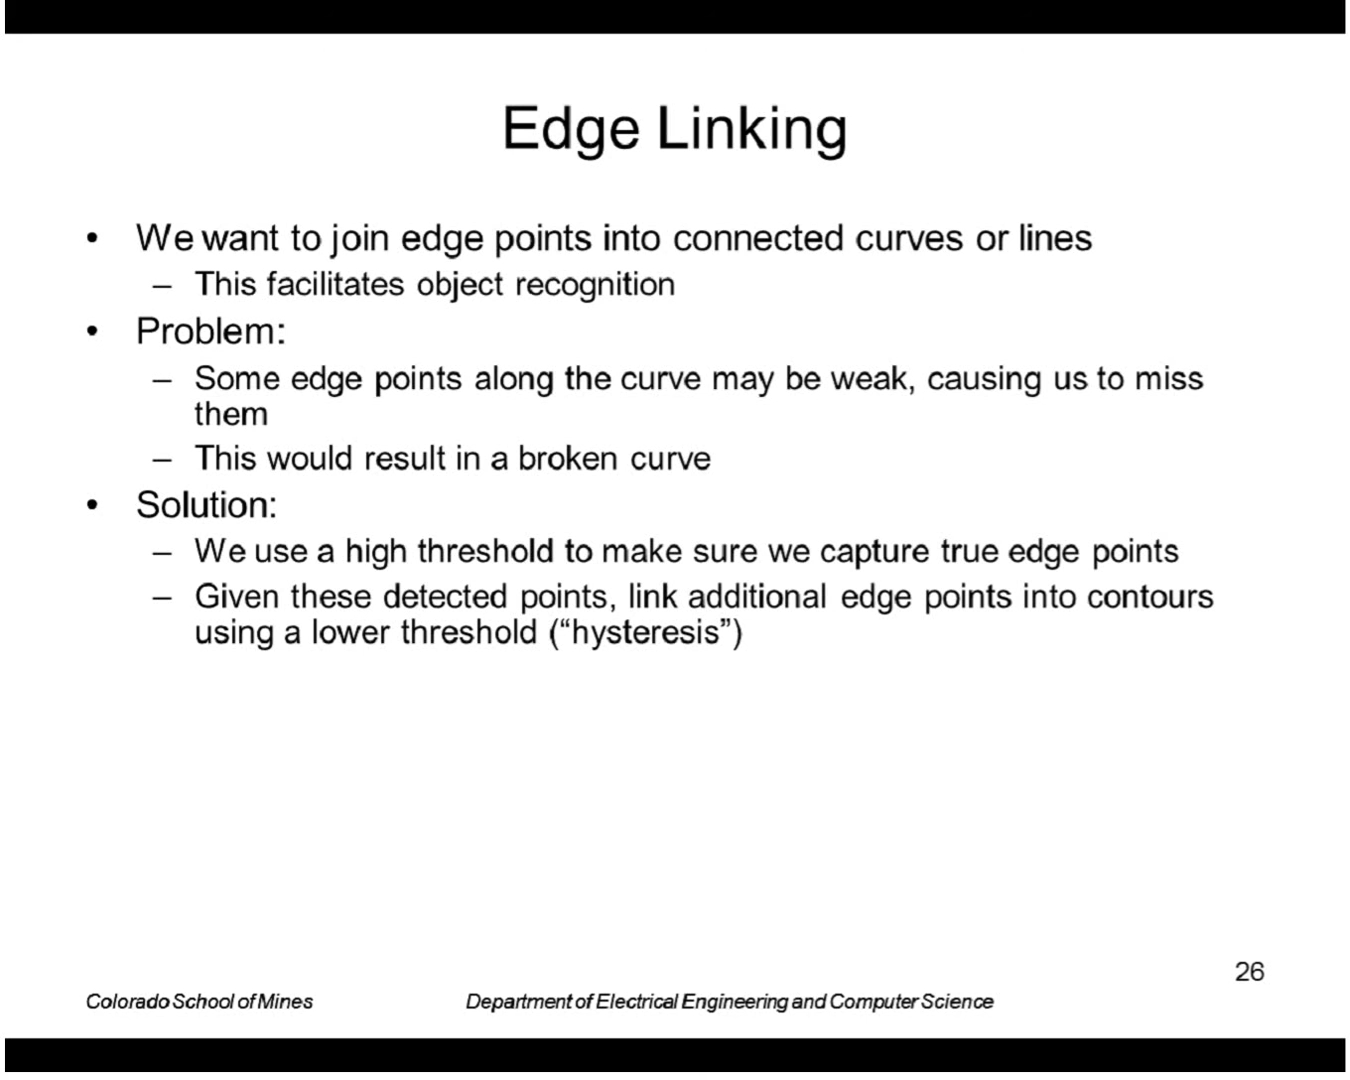 Edge Linking
• We want to join edge points into connected curves or lines
– This facilitates object recognition
• Problem:
– Some edge points along the curve may be weak, causing us to miss
them
– This would result in a broken curve
• Solution:
– We use a high threshold to make sure we capture true edge points
– Given these detected points, link additional edge points into contours
using a lower threshold (“hysteresis”)
26
Colorado School of Mines
Department of Electrical Engineering and Computer Science